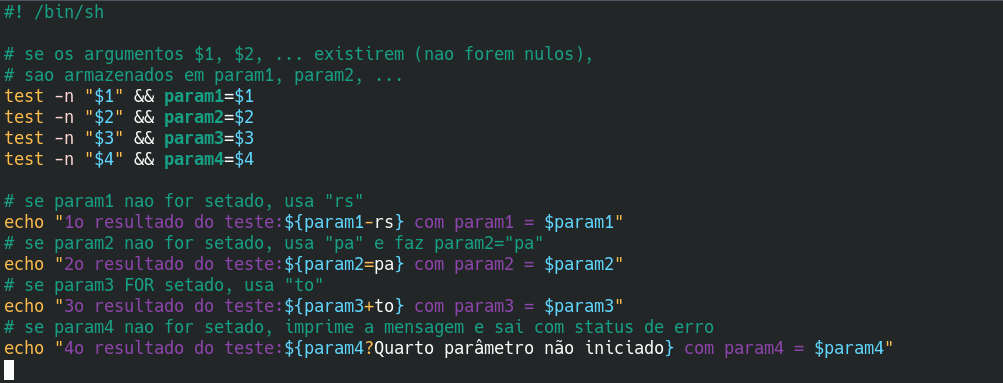 #! /bin/sh
# se os argumentos $1, $2, ... existirem (nao forem nulos),
# sao armazenados em param1, param2, ...
test -n "$1" && param1=$1
test -n "$2" && param2=$2
test -n "$3" && param3=$3
test -n "$4" && param4=$4
# se param1 nao for setado, usa "rs"
echo "1o resultado do teste:${param1-rs} com param1 = $param1"
# se param2 nao for setado, usa "pa" e faz param2="pa"
echo "2o resultado do teste:${param2=pa} com param2 = $param2"
# se param3 FOR setado, usa "to"
echo "3o resultado do teste:${param3+to} com param3 = $param3"
# se param4 nao for setado, imprime a mensagem e sai com status de erro
echo "4o resultado do teste:${param4?Quarto parâmetro não iniciado} com param4 = $param4"